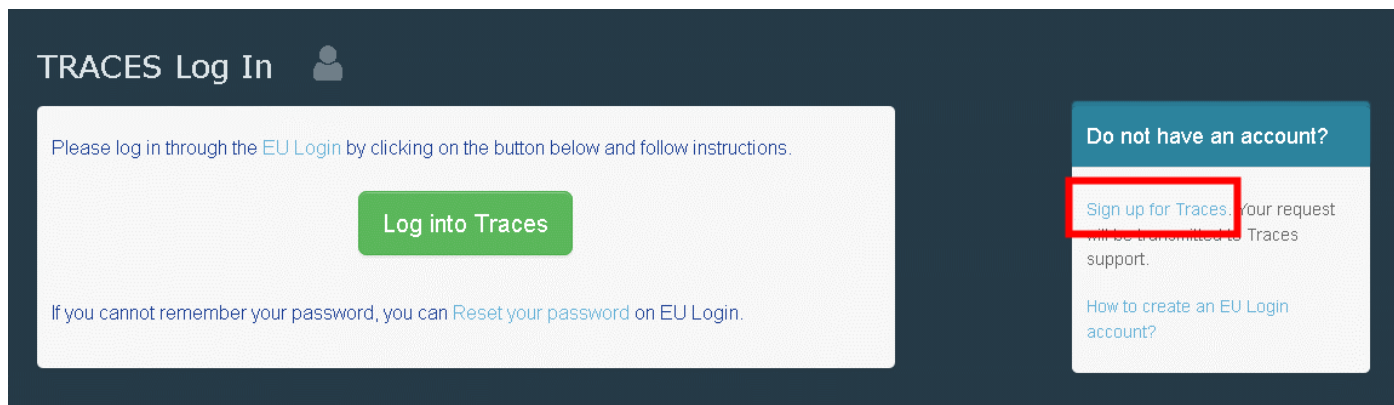 TRACES Log In
Please log in through the EU Login by clicking on the button below and follow instructions.
Log into Traces
If you cannot remember your password, you can Reset your password on EU Login.
Do not have an account?
Sign up for Traces. Your request
will be transmitted to Traces
support.
How to create an EU Login
account?